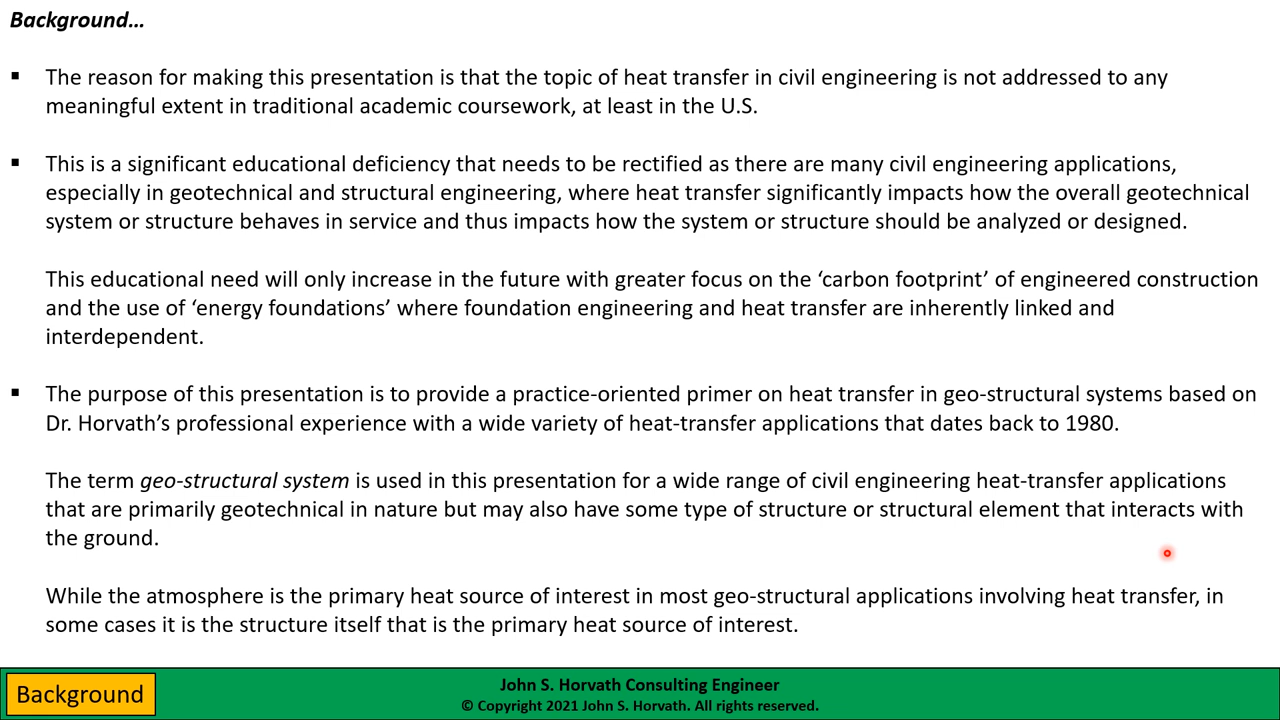 Background…
▪ The reason for making this presentation is that the topic of heat transfer in civil engineering is not addressed to any
meaningful extent in traditional academic coursework, at least in the U.S.
▪ This is a significant educational deficiency that needs to be rectified as there are many civil engineering applications,
especially in geotechnical and structural engineering, where heat transfer significantly impacts how the overall geotechnical
system or structure behaves in service and thus impacts how the system or structure should be analyzed or designed.
This educational need will only increase in the future with greater focus on the ‘carbon footprint’ of engineered construction
and the use of ‘energy foundations’ where foundation engineering and heat transfer are inherently linked and
interdependent.
▪ The purpose of this presentation is to provide a practice-oriented primer on heat transfer in geo-structural systems based on
Dr. Horvath’s professional experience with a wide variety of heat-transfer applications that dates back to 1980.
The term geo-structural system is used in this presentation for a wide range of civil engineering heat-transfer applications
that are primarily geotechnical in nature but may also have some type of structure or structural element that interacts with
the ground.
While the atmosphere is the primary heat source of interest in most geo-structural applications involving heat transfer, in
some cases it is the structure itself that is the primary heat source of interest.
Background
John S. Horvath Consulting Engineer
© Copyright 2021 John S. Horvath. All rights reserved.